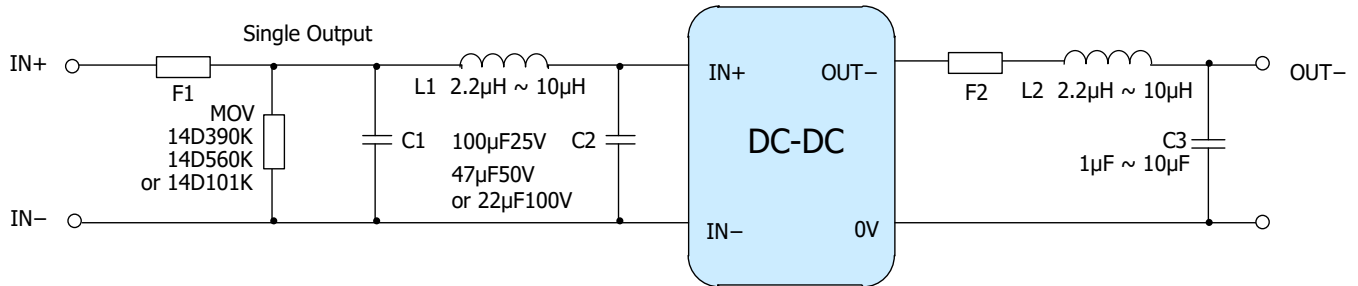 Single Output
IN+
F1
MOV
14D390K
14D560K
or 14D101K
C1
L1 2.2µH ~ 10µH
100µF25V
47µF50V
or 22µF100V
C2
IN+
OUT−
DC-DC
IN−
0V
F2
L2 2.2µH ~ 10µH
C3
1µF ~ 10µF
OUT−
IN−